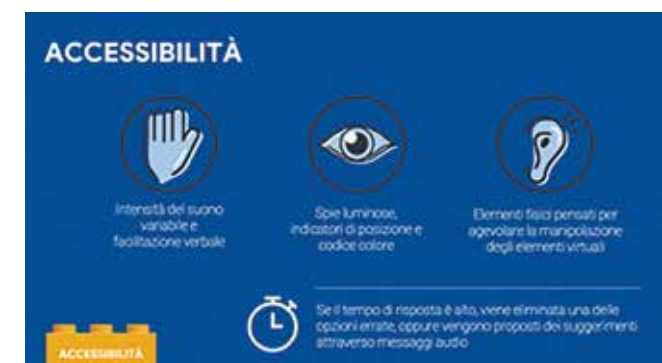 ACCESSIBILITÀ
Intensità del suono
variabile e
facilitazione verbale
Spie luminose,
indicatori di posizione e
codice colore
Elementi fisici pensati per
agevolare la manipolazione
degli elementi virtuali
Se il tempo di risposta è alto, viene eliminata una delle
opzioni errate, oppure vengono proposti dei suggerimenti
attraverso messaggi audio
ACCESSIBILITÀ